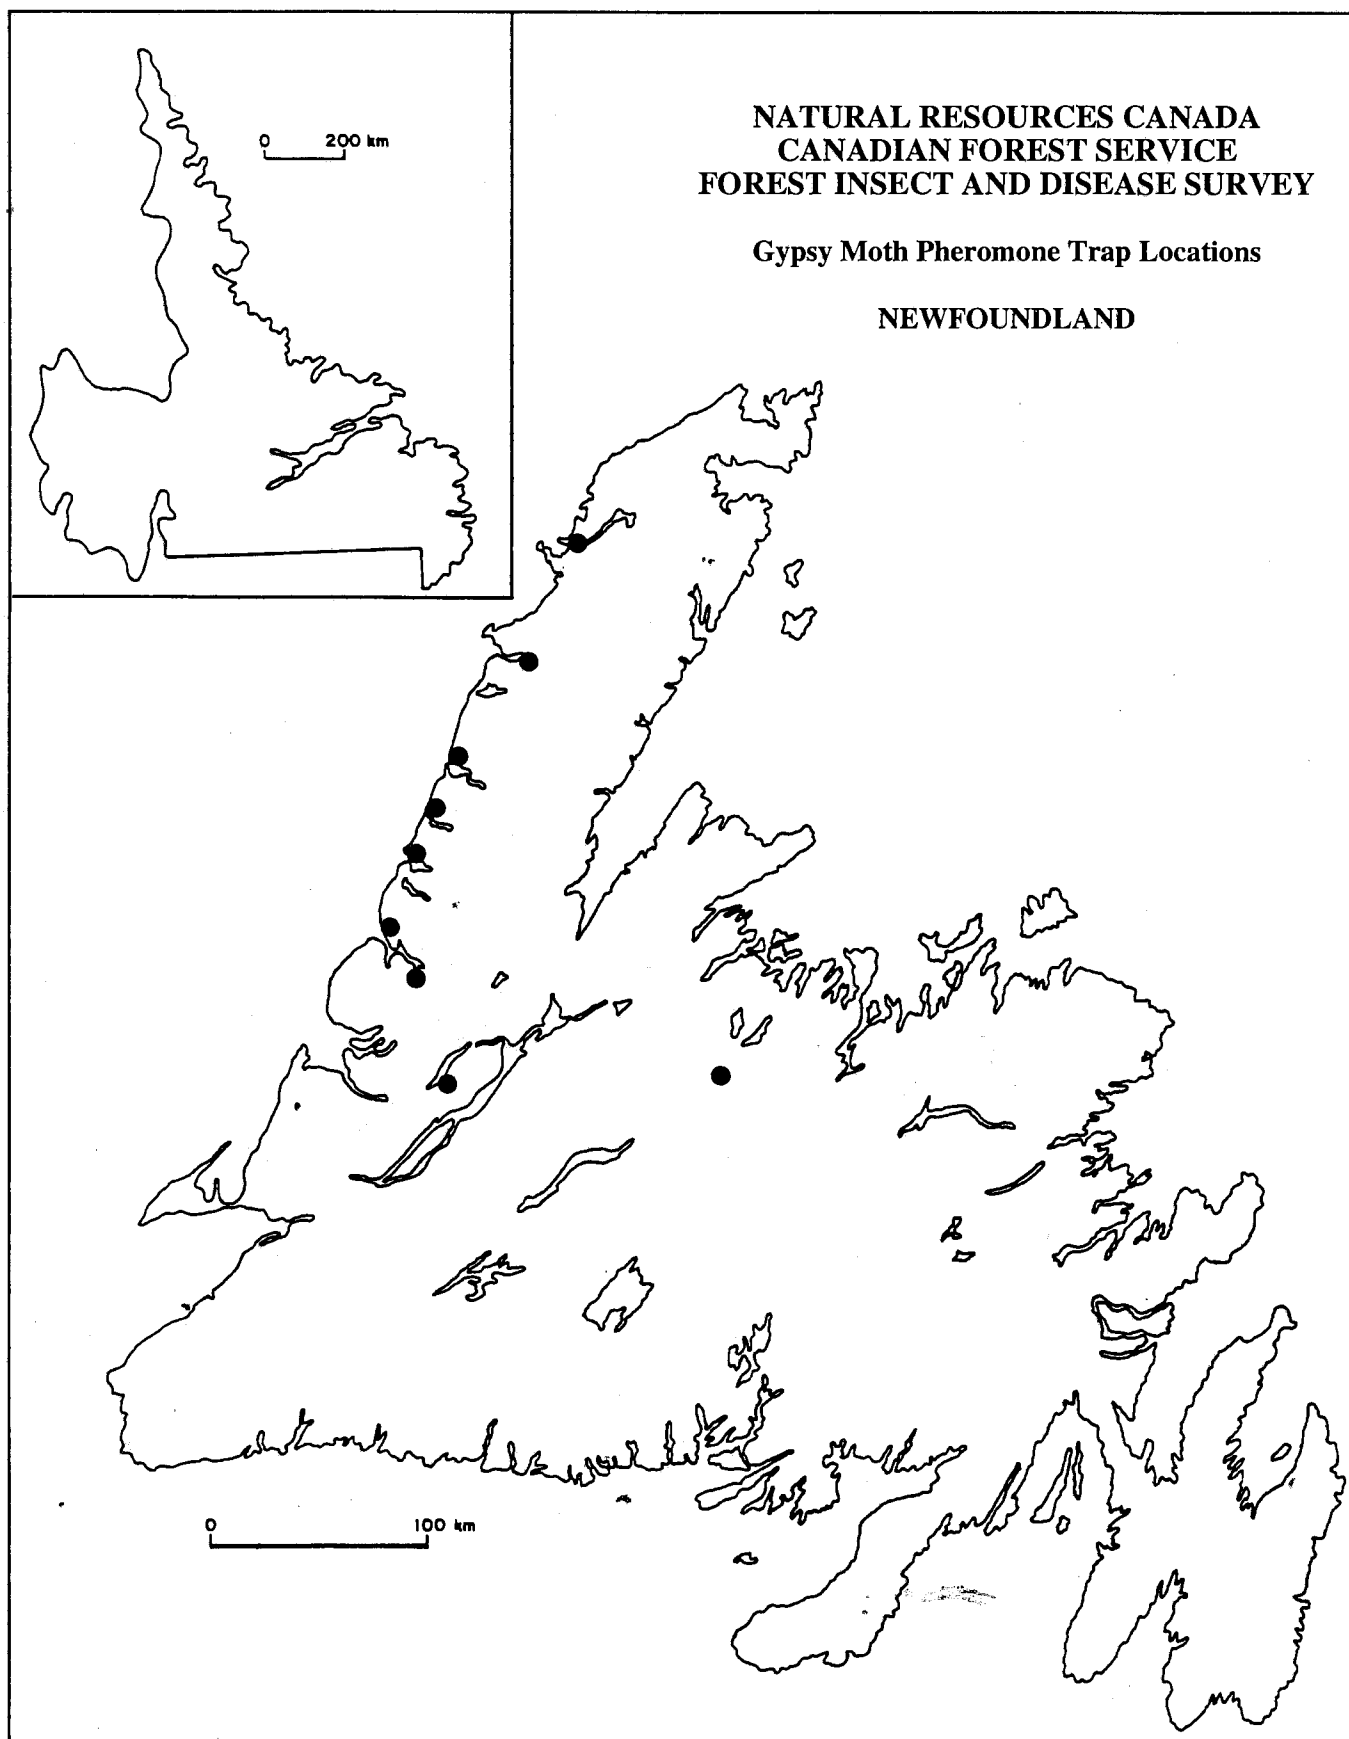 0 200 km
NATURAL RESOURCES CANADA
CANADIAN FOREST SERVICE
FOREST INSECT AND DISEASE SURVEY
Gypsy Moth Pheromone Trap Locations
NEWFOUNDLAND
0 100 km